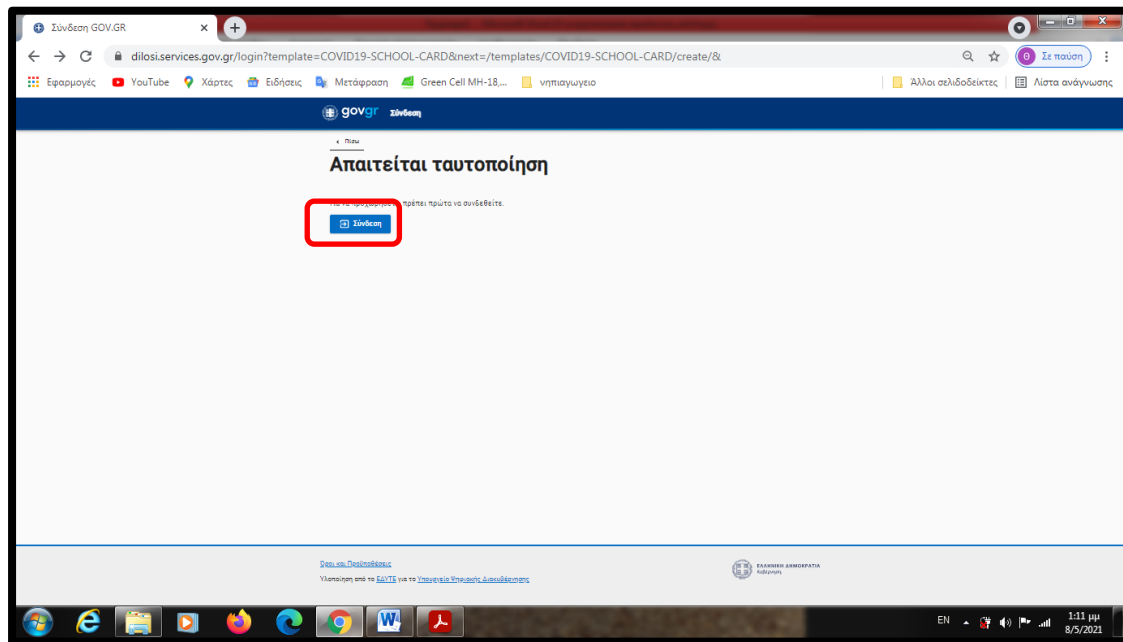 Σύνδεση GOV.GR
dilosi.services.gov.gr/login?template=COVID19-SCHOOL-CARD&next=/templates/COVID19-SCHOOL-CARD/create/&
Θ Σε παύση
Εφαρμογές YouTube Χάρτες Ειδήσεις Μετάφραση Green Cell MH-18,... νηπιαγωγειο Άλλοι σελιδοδείκτες Λίστα ανάγνωσης
govgr Σύνδεση
Πίσω
Απαιτείται ταυτοποίηση
πρέπει πρώτα να συνδεθείτε.
Σύνδεση
Όροι και Προϋποθέσεις
Υλοποίηση από το ΕΔΥΤΕ για το Υπουργείο Ψηφιακής Διακυβέρνησης
ΕΛΛΗΝΙΚΗ ΔΗΜΟΚΡΑΤΙΑ
Κυβέρνηση
EN
1:11 μμ
8/5/2021